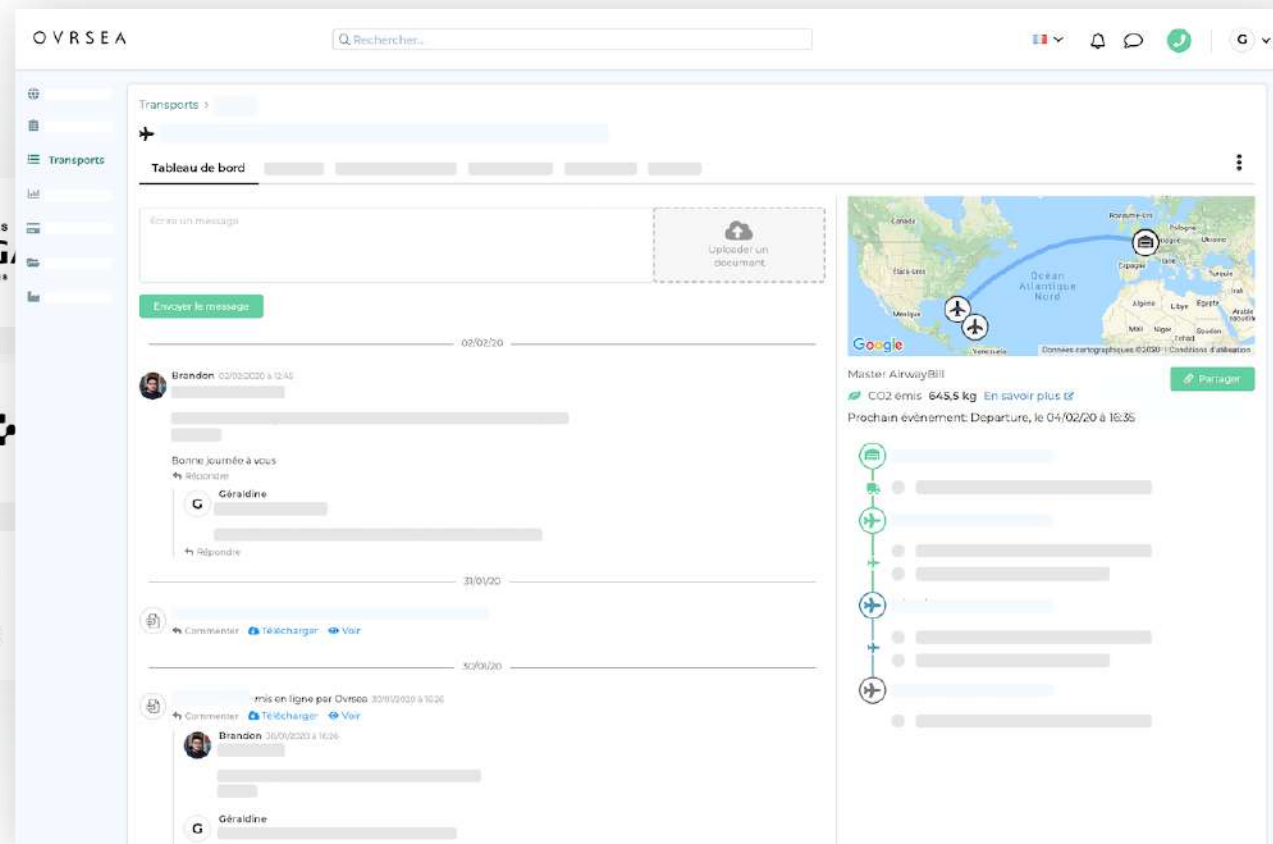 OVRSEA
Rechercher...
G
Transports
Transports >
Tableau de bord
Ecrire un message
Uploader un
document
Envoyer le message
02/02/20
Brandon 02/02/2020 à 12:45
Bonne journée à vous
Répondre
G
Géraldine
Répondre
31/01/20
Commenter Télécharger Voir
30/01/20
mis en ligne par Ovrsea 30/01/2020 à 16:26
Commenter Télécharger Voir
Brandon 30/01/2020 à 16:26
G
Géraldine
Canada
Royaume-Uni
Pologne
Ukraine
États-Unis
Espagne
Turquie
Océan
Atlantique
Nord
Irak
Mexique
Algérie
Libye
Égypte
Arabie
saoudite
Mali
Niger
Soudan
Tchad
Venezuela
Google
Données cartographiques ©2020
Conditions d'utilisation
Master AirwayBill
Partager
CO2 émis 645,5 kg En savoir plus
Prochain évènement: Departure, le 04/02/20 à 16:35